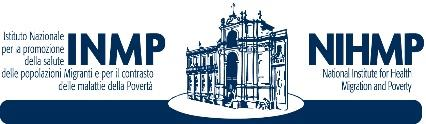 Istituto Nazionale
per la promozione
della salute
delle popolazioni Migranti e per il contrasto
delle malattie della Povertà
INMP
NIHMP
National Institute for Health
Migration and Poverty